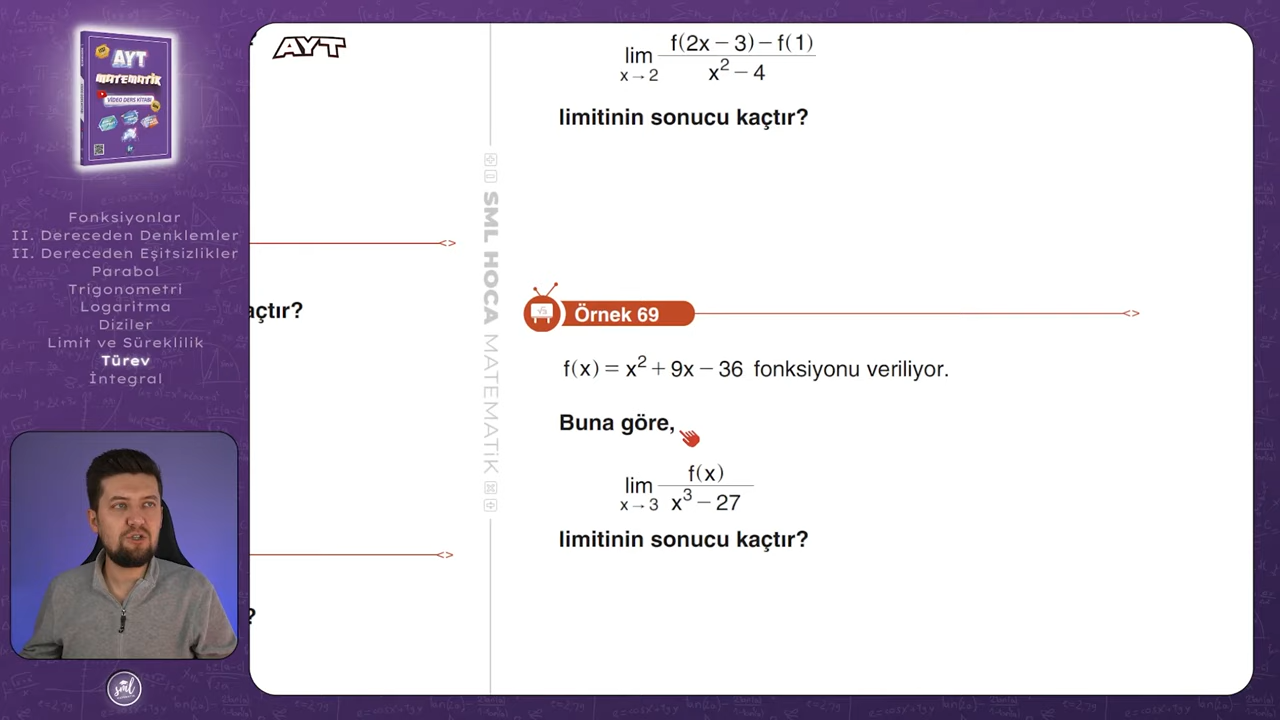 AYT
MATEMATİK
VİDEO DERS KİTABI
Fonksiyonlar
II. Dereceden Denklemler
II. Dereceden Eşitsizlikler
Parabol
Trigonometri
Logaritma
Diziler
Limit ve Süreklilik
Türev
İntegral
sml
AYT
açtır?
?
SML HOCA MATEMATİK
lim x→2 f(2x − 3) − f(1) / x² − 4
limitinin sonucu kaçtır?
Örnek 69
f(x) = x² + 9x − 36 fonksiyonu veriliyor.
Buna göre,
lim x→3 f(x) / x³ − 27
limitinin sonucu kaçtır?